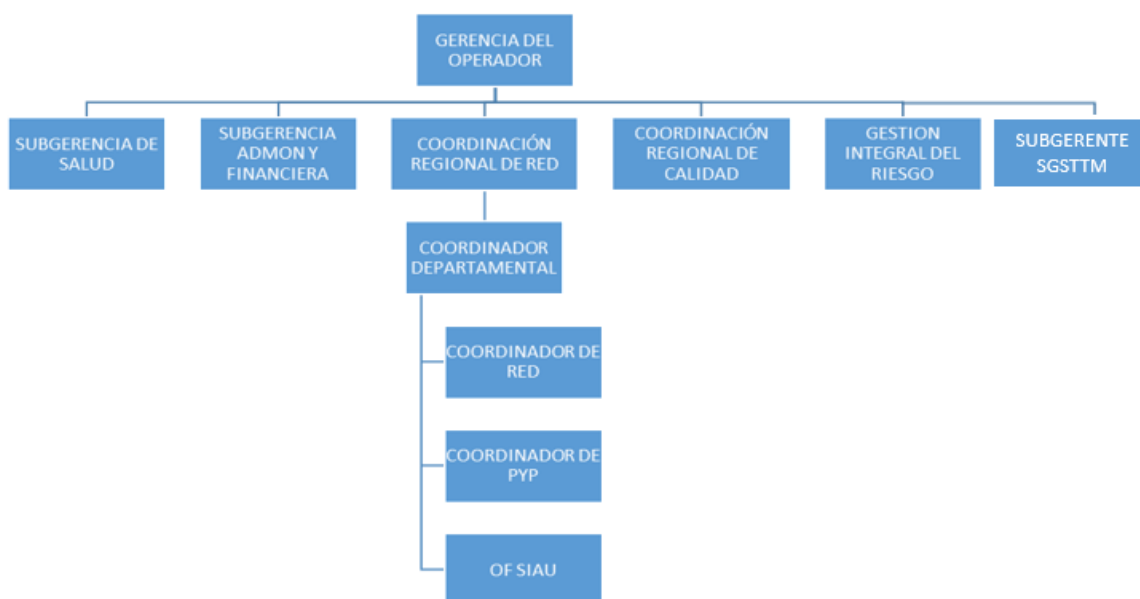 GERENCIA DEL
OPERADOR
SUBGERENCIA DE
SALUD
SUBGERENCIA
ADMON Y
FINANCIERA
COORDINACIÓN
REGIONAL DE RED
COORDINACIÓN
REGIONAL DE
CALIDAD
GESTION
INTEGRAL DEL
RIESGO
SUBGERENTE
SGSTTM
COORDINADOR
DEPARTAMENTAL
COORDINADOR DE
RED
COORDINADOR DE
PYP
OF SIAU